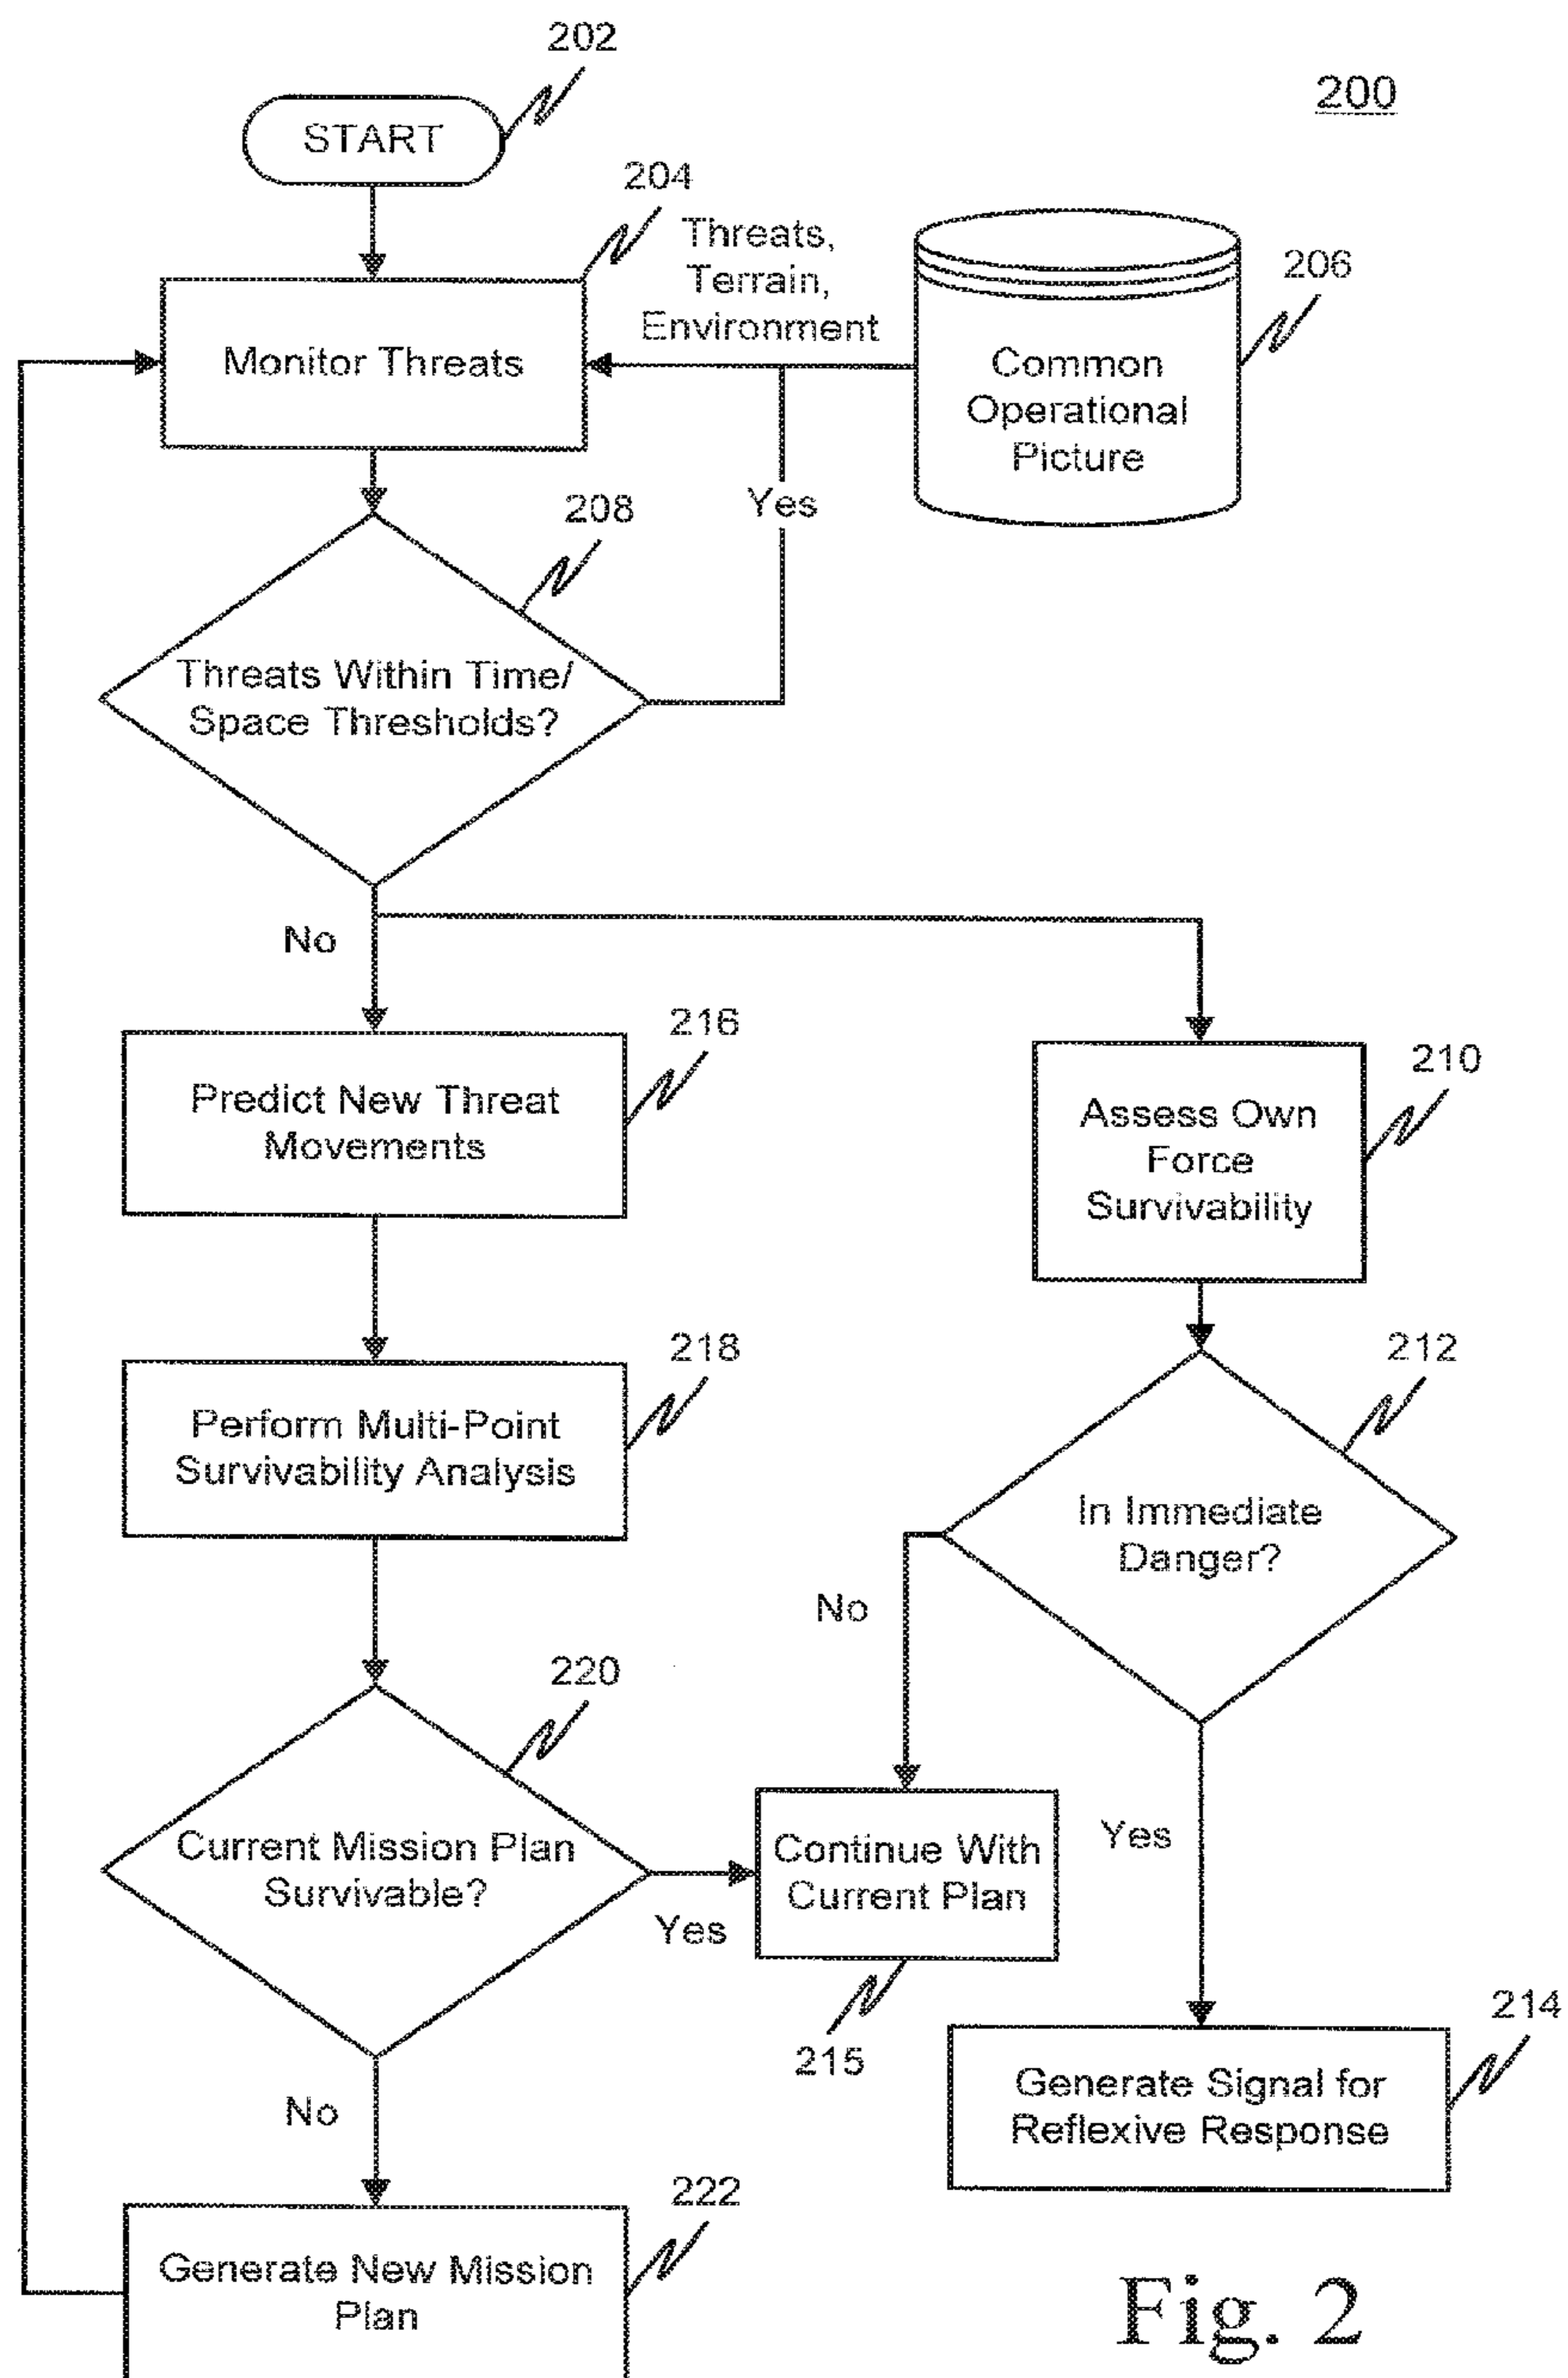 202
200
START
204
Threats,
Terrain,
Environment
206
Monitor Threats
Common
Operational
Picture
Yes
208
Threats Within Time/
Space Thresholds?
No
216
Predict New Threat
Movements
210
Assess Own
Force
Survivability
218
Perform Multi-Point
Survivability Analysis
212
In Immediate
Danger?
No
220
Current Mission Plan
Survivable?
Yes
Continue With
Current Plan
215
Yes
214
Generate Signal for
Reflexive Response
No
222
Generate New Mission
Plan
Fig. 2